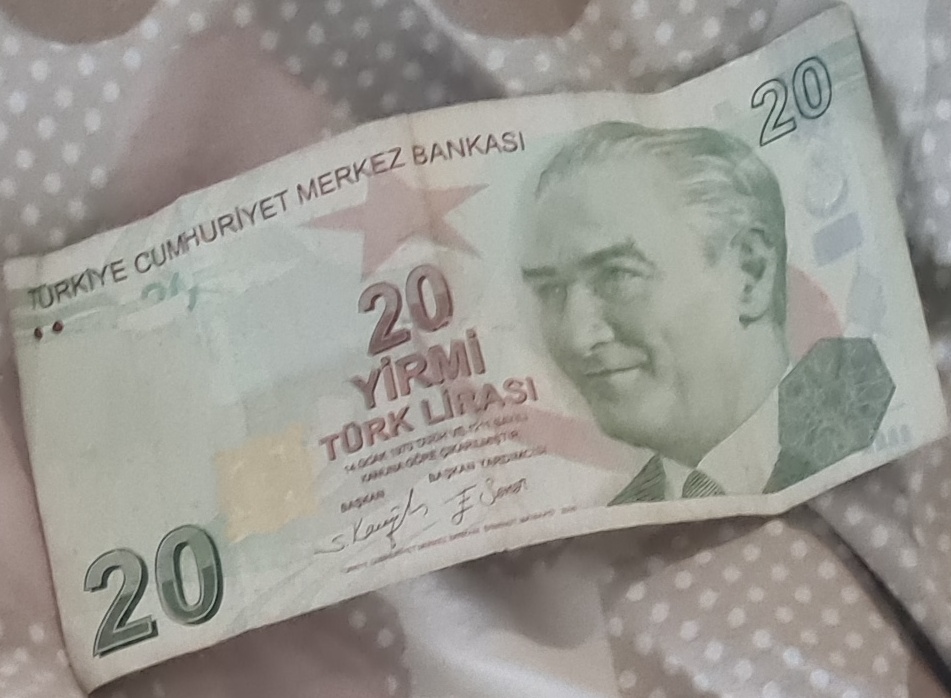 20
TÜRKİYE CUMHURİYET MERKEZ BANKASI
20
YİRMİ
TÜRK LİRASI
14 OCAK 1970 TARİH VE 1211 SAYILI
KANUNA GÖRE ÇIKARILMIŞTIR.
BAŞKAN BAŞKAN YARDIMCISI
20